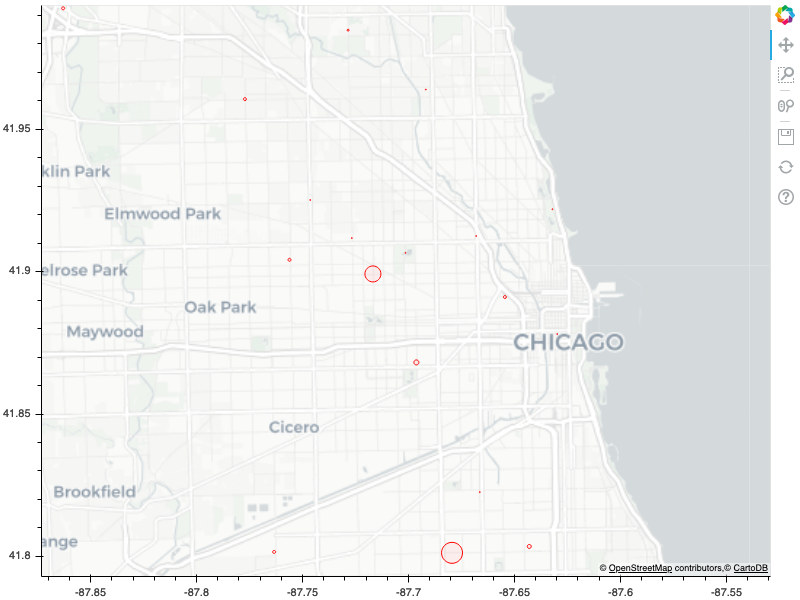 41.95
klin Park
Elmwood Park
41.9
elrose Park
Oak Park
Maywood
CHICAGO
41.85
Cicero
Brookfield
ange
41.8
© OpenStreetMap contributors,© CartoDB
-87.85
-87.8
-87.75
-87.7
-87.65
-87.6
-87.55